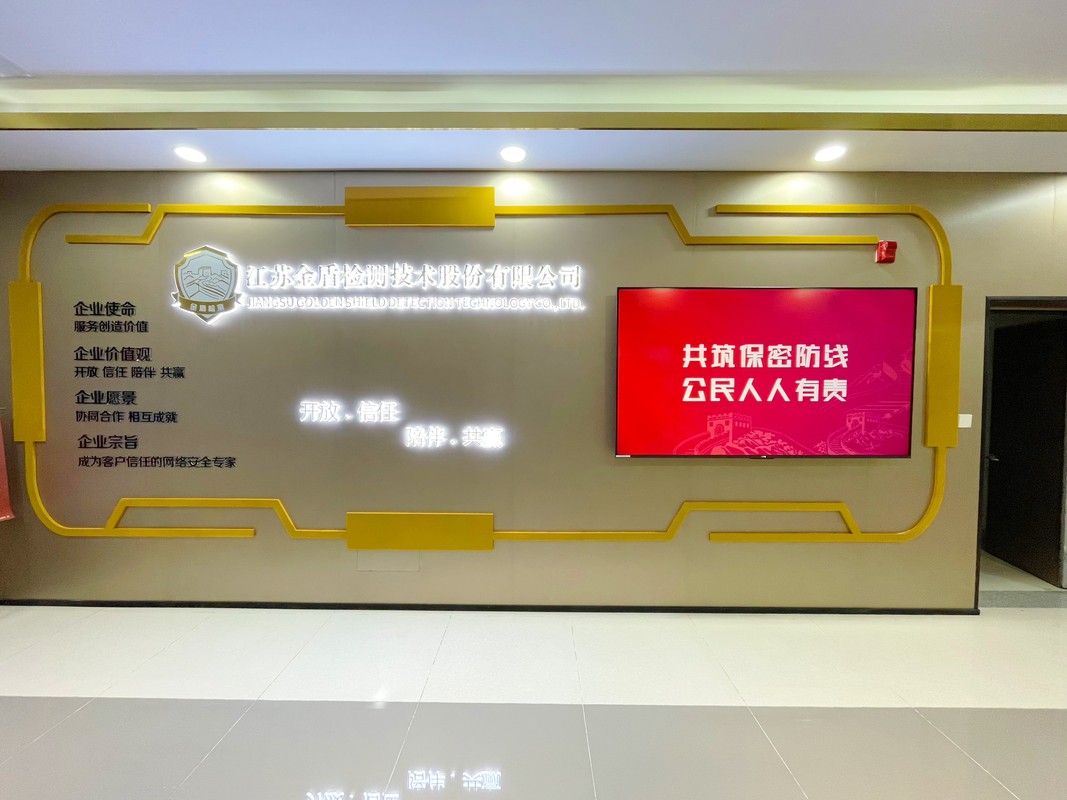 江苏金盾检测技术股份有限公司
JIANGSU GOLDEN SHIELD DETECTION TECHNOLOGY CO., LTD.
企业使命
服务创造价值
企业价值观
开放 信任 陪伴 共赢
企业愿景
协同合作 相互成就
企业宗旨
成为客户信任的网络安全专家
开放 . 信任
陪伴 . 共赢
共筑保密防线
公民人人有责